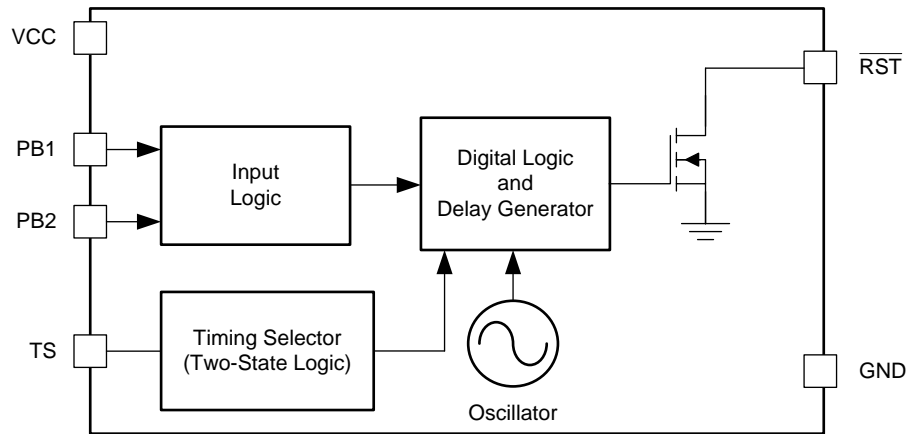 VCC
RST
PB1
PB2
Input
Logic
Digital Logic
and
Delay Generator
TS
Timing Selector
(Two-State Logic)
GND
Oscillator